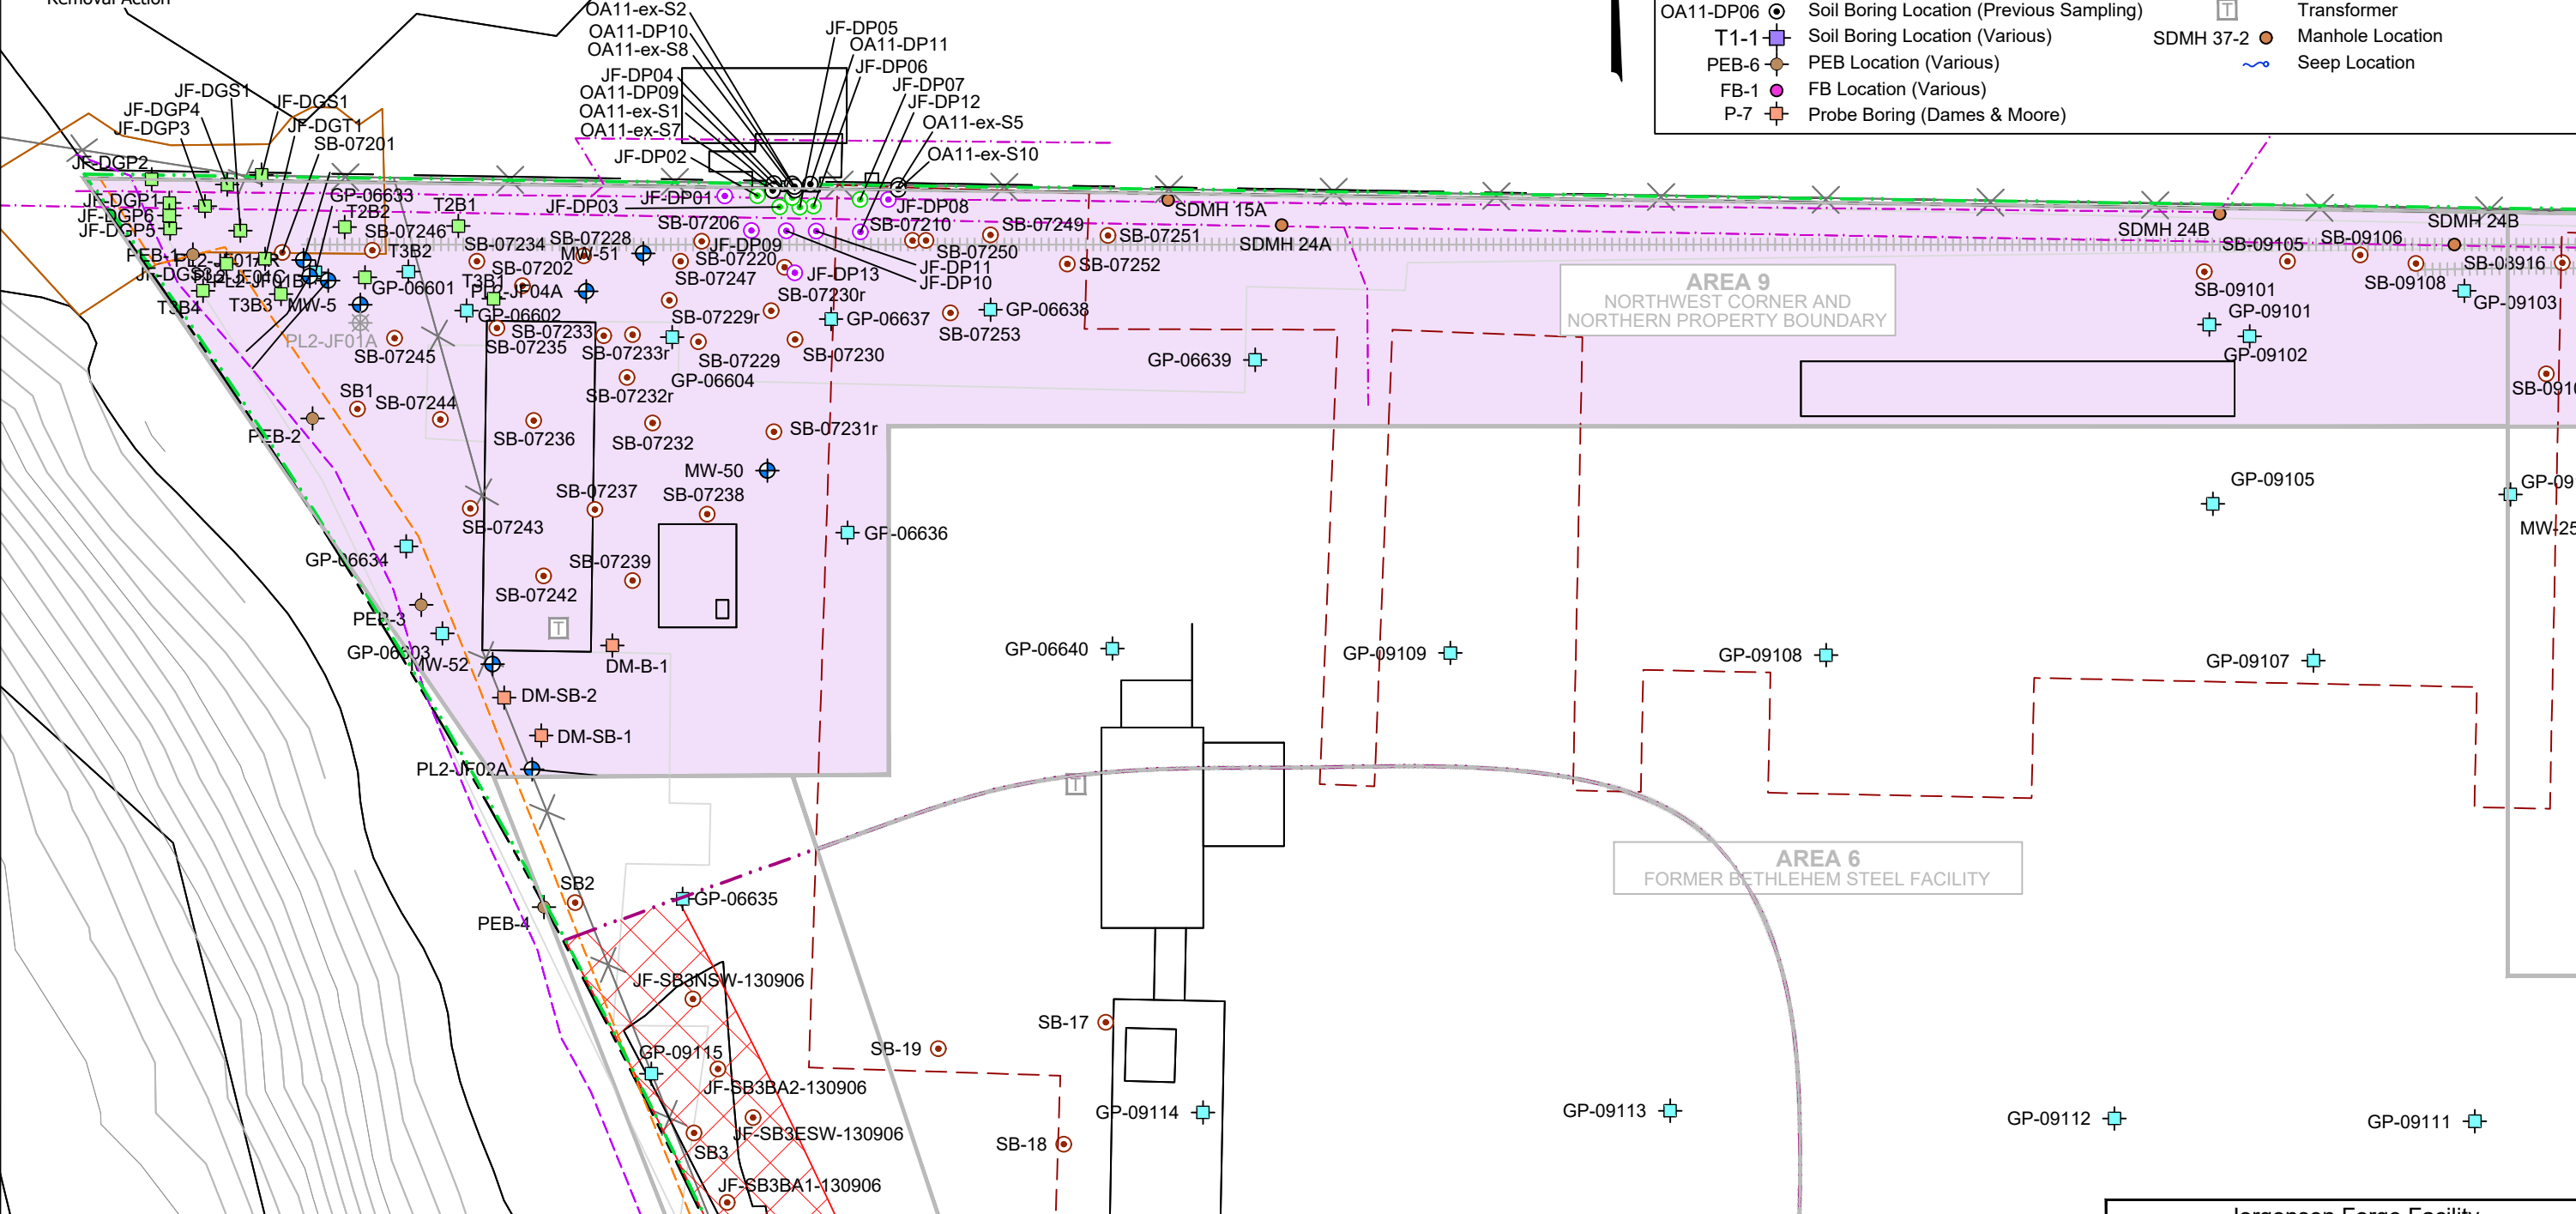 Removal Action
OA11-ex-S2
OA11-DP10
OA11-ex-S8
JF-DP04
OA11-DP09
OA11-ex-S1
OA11-ex-S7
JF-DP02
JF-DP05
OA11-DP11
JF-DP06
JF-DP07
JF-DP12
OA11-ex-S5
OA11-ex-S10
OA11-DP06 Soil Boring Location (Previous Sampling)
T1-1 Soil Boring Location (Various)
PEB-6 PEB Location (Various)
FB-1 FB Location (Various)
P-7 Probe Boring (Dames & Moore)
T Transformer
SDMH 37-2 Manhole Location
Seep Location
JF-DGS1
JF-DGP4
JF-DGP3
JF-DGS1
JF-DGT1
SB-07201
JF-DGP2
JF-DGP1
JF-DGP6
JF-DGP5
GP-06633
T2B2
T2B1
SB-07246
T3B2
SB-07234
SB-07202
SB-07228
MW-51
JF-DP03
JF-DP01
SB-07206
JF-DP09
SB-07220
SB-07247
JF-DP08
SB-07210
SB-07249
SB-07250
SB-07251
SB-07252
JF-DP13
JF-DP11
JF-DP10
SDMH 15A
SDMH 24A
SDMH 24B
SDMH 24B
SB-09105
SB-09106
SB-09101
SB-09108
GP-09103
GP-09101
GP-09102
AREA 9
NORTHWEST CORNER AND
NORTHERN PROPERTY BOUNDARY
T3B4
T3B3
MW-5
GP-06601
T3B1
GP-06602
PL2-JF01A
SB-07245
SB-07235
SB-07233
SB-07233r
SB-07229r
SB-07229
SB-07230r
SB-07230
GP-06637
GP-06638
SB-07253
GP-06604
GP-06639
SB1
SB-07244
PEB-2
SB-07232r
SB-07236
SB-07232
SB-07231r
MW-50
SB-07237
SB-07238
SB-07243
GP-06636
GP-06634
SB-07239
SB-07242
PEB-3
GP-06603
MW-52
T
DM-B-1
DM-SB-2
DM-SB-1
PL2-JF02A
GP-09105
GP-06640
GP-09109
GP-09108
GP-09107
T
AREA 6
FORMER BETHLEHEM STEEL FACILITY
SB2
PEB-4
GP-06635
JF-SB3NSW-130906
GP-09115
JF-SB3BA2-130906
JF-SB3ESW-130906
SB3
JF-SB3BA1-130906
SB-17
SB-19
SB-18
GP-09114
GP-09113
GP-09112
GP-09111
Jorgensen Forge Facility